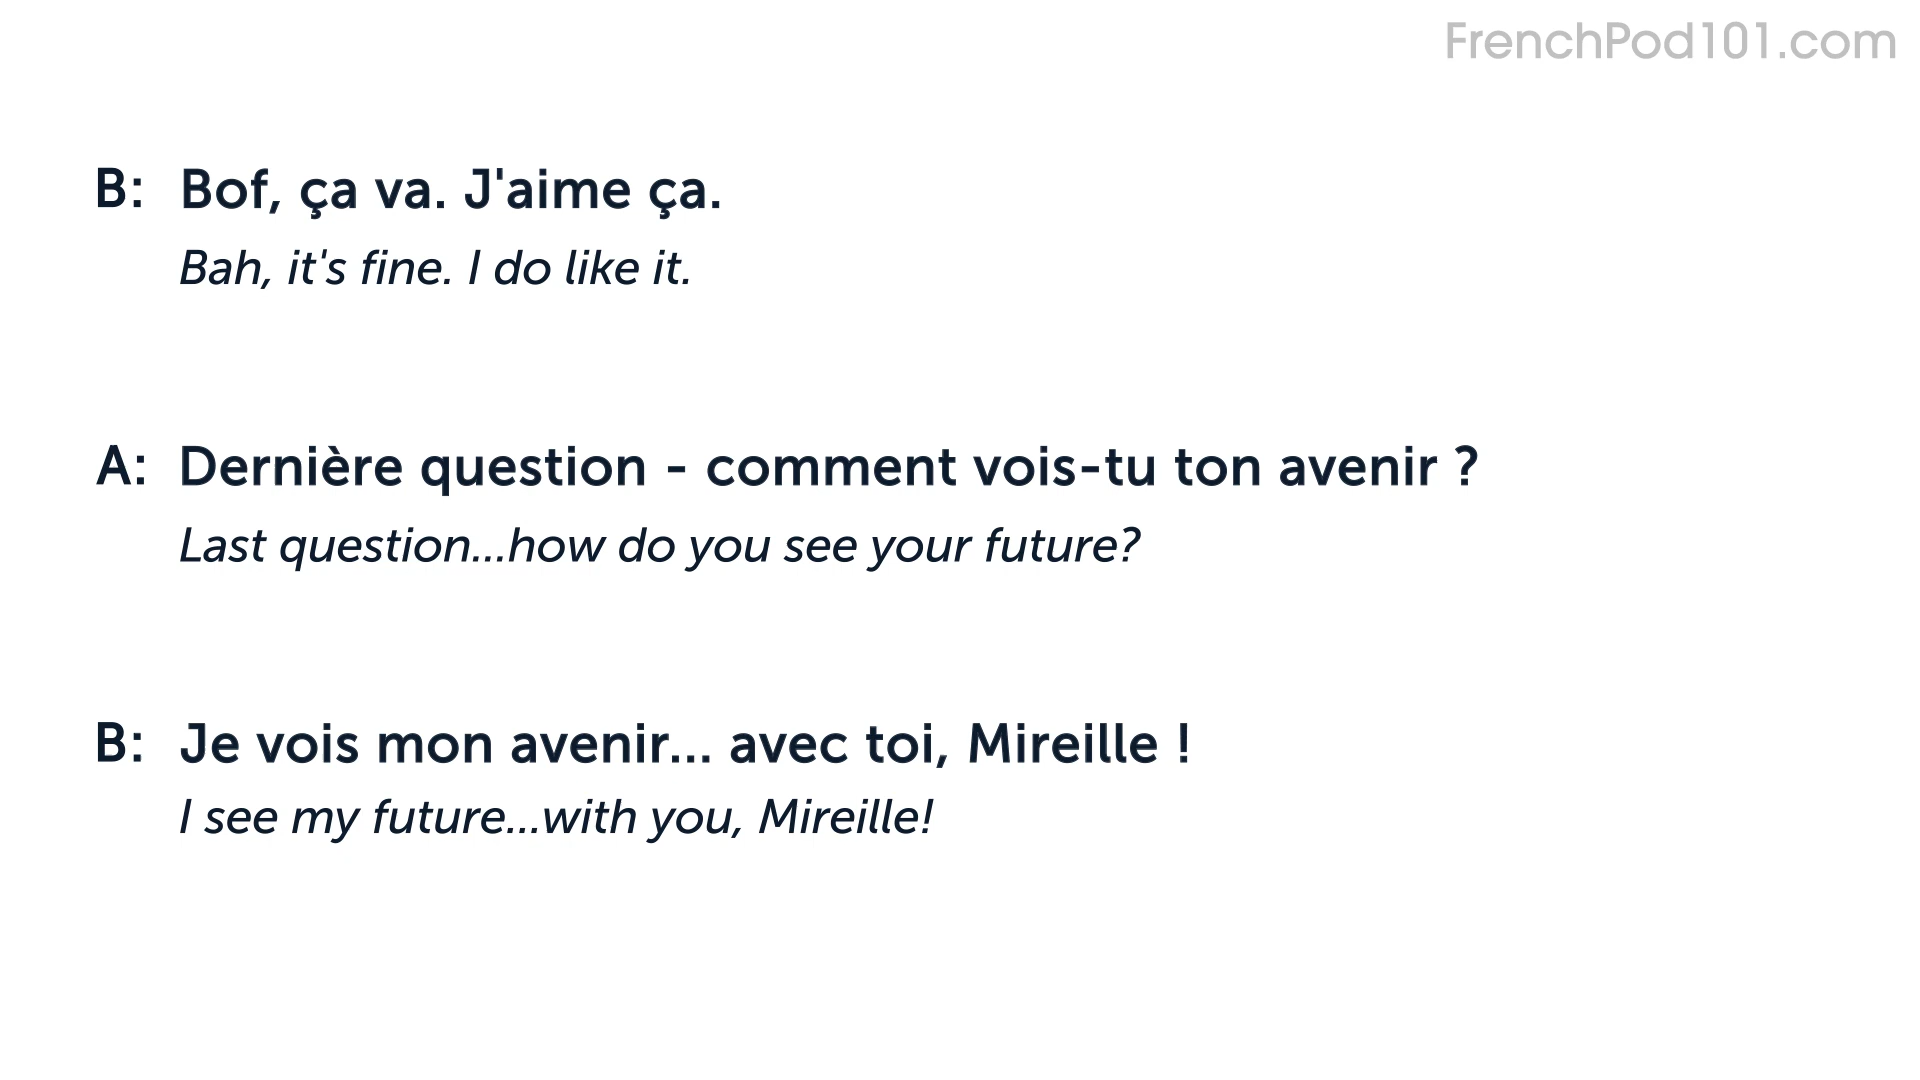 FrenchPod101.com
B: Bof, ça va. J'aime ça.
Bah, it's fine. I do like it.
A: Dernière question - comment vois-tu ton avenir ?
Last question...how do you see your future?
B: Je vois mon avenir... avec toi, Mireille !
I see my future...with you, Mireille!